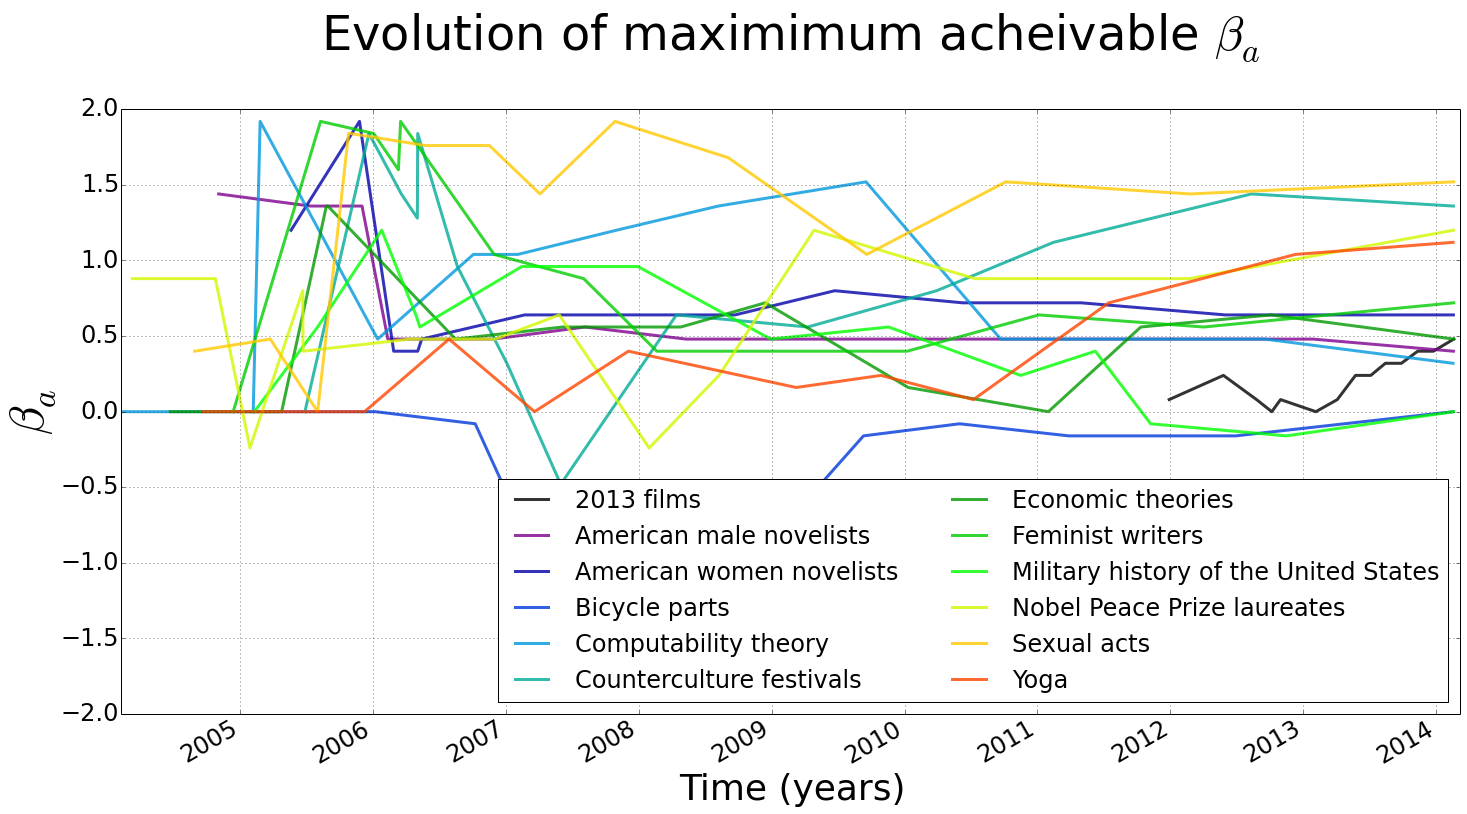 Evolution of maximimum acheivable βₐ
2.0
1.5
1.0
0.5
0.0
−0.5
−1.0
−1.5
−2.0
βₐ
2013 films
American male novelists
American women novelists
Bicycle parts
Computability theory
Counterculture festivals
Economic theories
Feminist writers
Military history of the United States
Nobel Peace Prize laureates
Sexual acts
Yoga
2005 2006 2007 2008 2009 2010 2011 2012 2013 2014
Time (years)